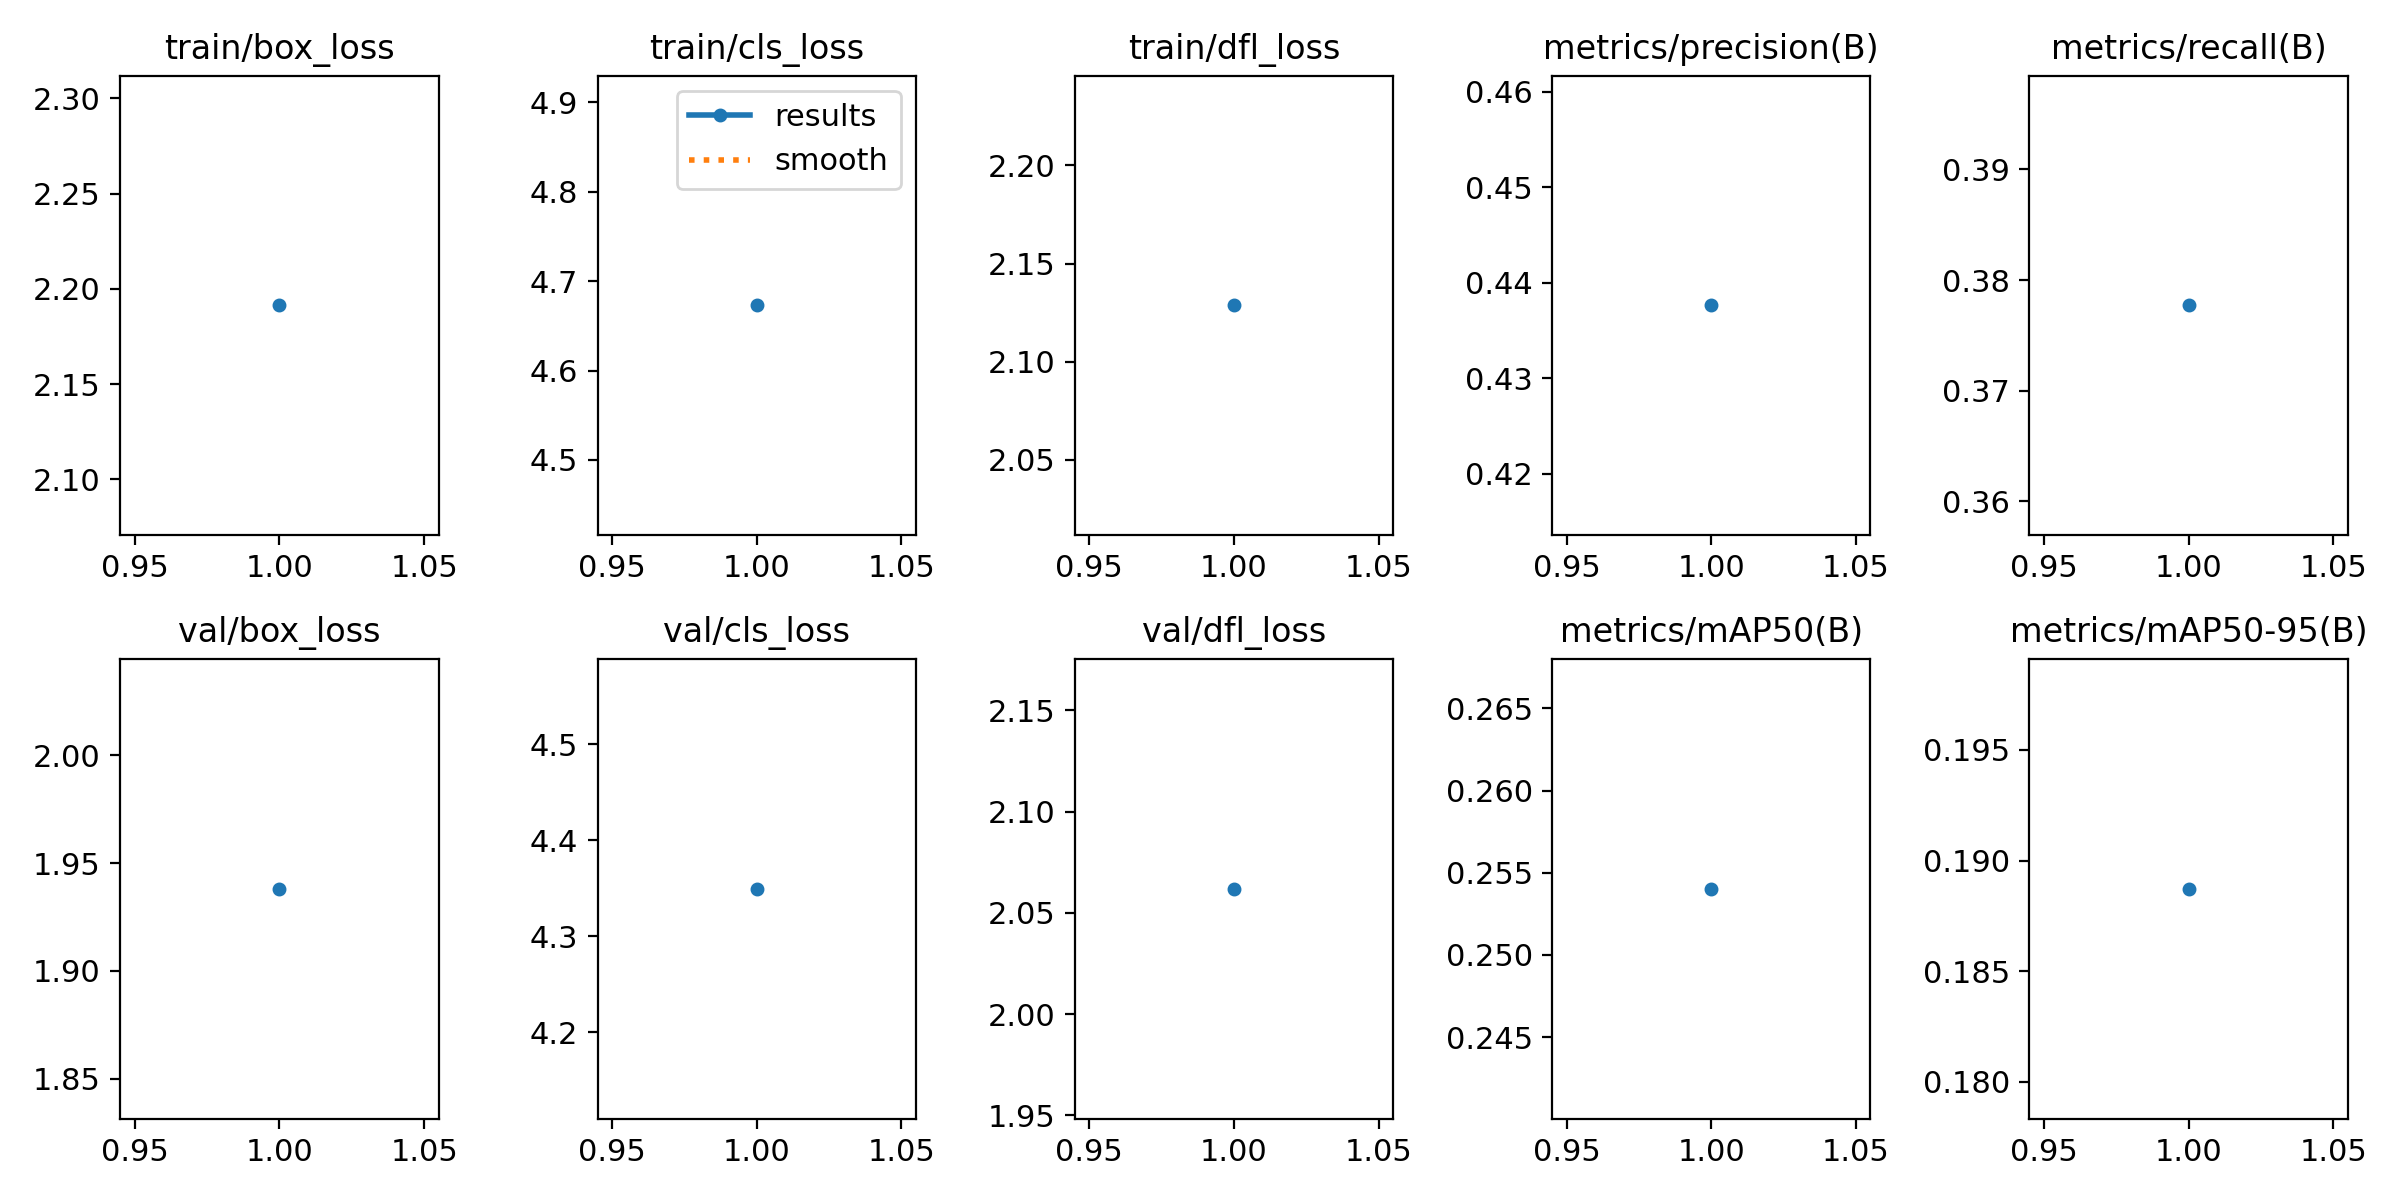 train/box_loss
2.30
2.25
2.20
2.15
2.10
0.95 1.00 1.05
train/cls_loss
results
smooth
4.9
4.8
4.7
4.6
4.5
0.95 1.00 1.05
train/dfl_loss
2.20
2.15
2.10
2.05
0.95 1.00 1.05
metrics/precision(B)
0.46
0.45
0.44
0.43
0.42
0.95 1.00 1.05
metrics/recall(B)
0.39
0.38
0.37
0.36
0.95 1.00 1.05
val/box_loss
2.00
1.95
1.90
1.85
0.95 1.00 1.05
val/cls_loss
4.5
4.4
4.3
4.2
0.95 1.00 1.05
val/dfl_loss
2.15
2.10
2.05
2.00
1.95
0.95 1.00 1.05
metrics/mAP50(B)
0.265
0.260
0.255
0.250
0.245
0.95 1.00 1.05
metrics/mAP50-95(B)
0.195
0.190
0.185
0.180
0.95 1.00 1.05